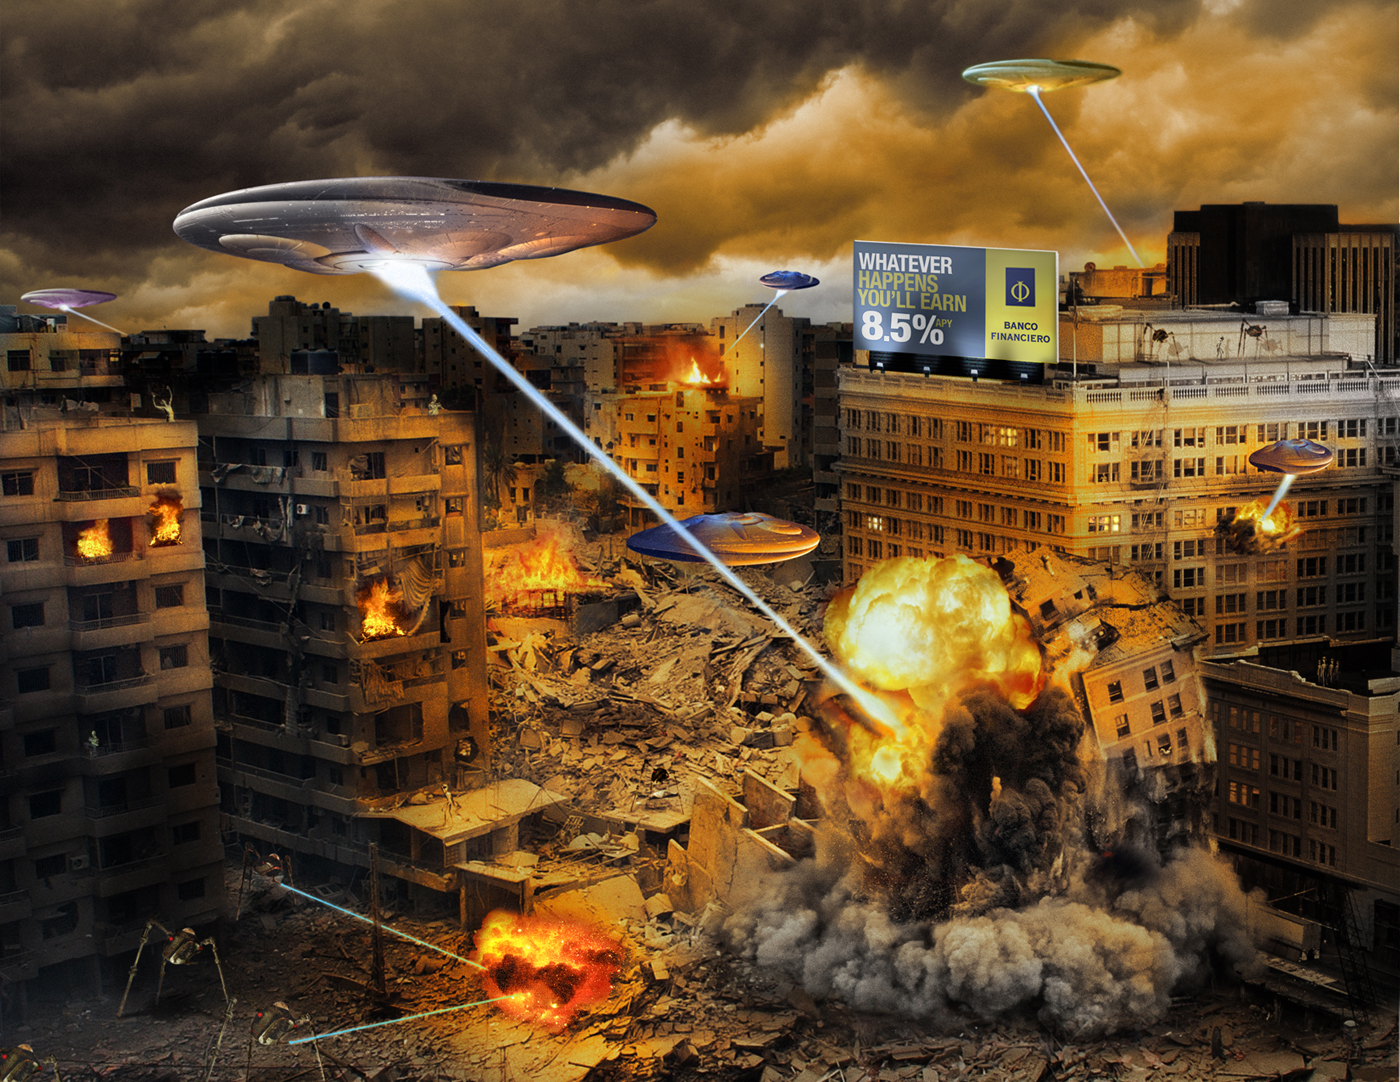 WHATEVER
HAPPENS
YOU'LL EARN
8.5% APY
BANCO
FINANCIERO